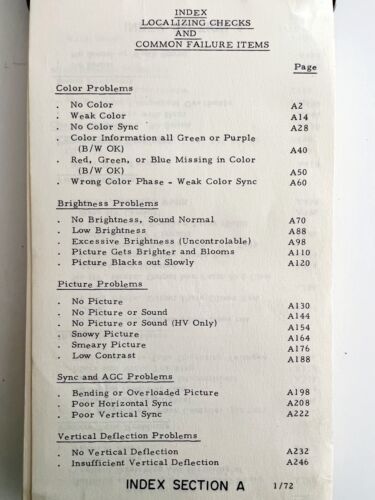 INDEX
LOCALIZING CHECKS
AND
COMMON FAILURE ITEMS
Page
Color Problems
. No Color A2
. Weak Color A14
. No Color Sync A28
. Color Information all Green or Purple
(B/W OK) A40
. Red, Green, or Blue Missing in Color
(B/W OK) A50
. Wrong Color Phase - Weak Color Sync A60
Brightness Problems
. No Brightness, Sound Normal A70
. Low Brightness A88
. Excessive Brightness (Uncontrolable) A98
. Picture Gets Brighter and Blooms A110
. Picture Blacks out Slowly A120
Picture Problems
. No Picture A130
. No Picture or Sound A144
. No Picture or Sound (HV Only) A154
. Snowy Picture A164
. Smeary Picture A176
. Low Contrast A188
Sync and AGC Problems
. Bending or Overloaded Picture A198
. Poor Horizontal Sync A208
. Poor Vertical Sync A222
Vertical Deflection Problems
. No Vertical Deflection A232
. Insufficient Vertical Deflection A246
INDEX SECTION A 1/72